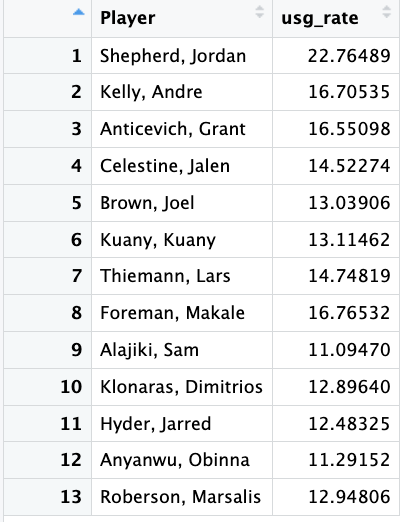 Player usg_rate
1 Shepherd, Jordan 22.76489
2 Kelly, Andre 16.70535
3 Anticevich, Grant 16.55098
4 Celestine, Jalen 14.52274
5 Brown, Joel 13.03906
6 Kuany, Kuany 13.11462
7 Thiemann, Lars 14.74819
8 Foreman, Makale 16.76532
9 Alajiki, Sam 11.09470
10 Klonaras, Dimitrios 12.89640
11 Hyder, Jarred 12.48325
12 Anyanwu, Obinna 11.29152
13 Roberson, Marsalis 12.94806